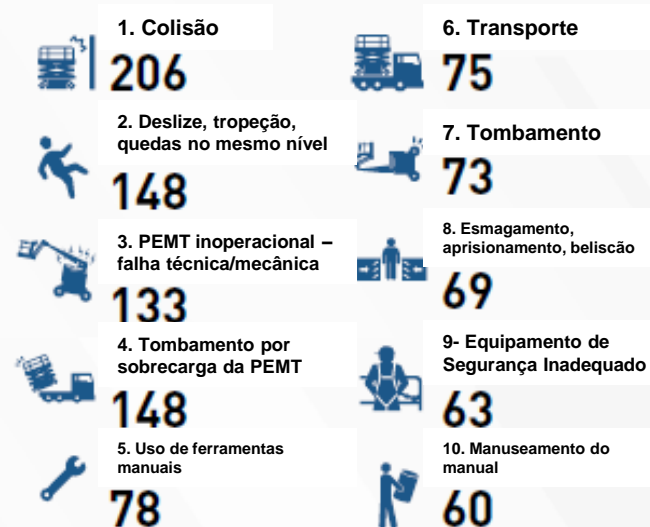 1. Colisão
206
2. Deslize, tropeção,
quedas no mesmo nível
148
3. PEMT inoperacional –
falha técnica/mecânica
133
4. Tombamento por
sobrecarga da PEMT
148
5. Uso de ferramentas
manuais
78
6. Transporte
75
7. Tombamento
73
8. Esmagamento,
aprisionamento, beliscão
69
9- Equipamento de
Segurança Inadequado
63
10. Manuseamento do
manual
60